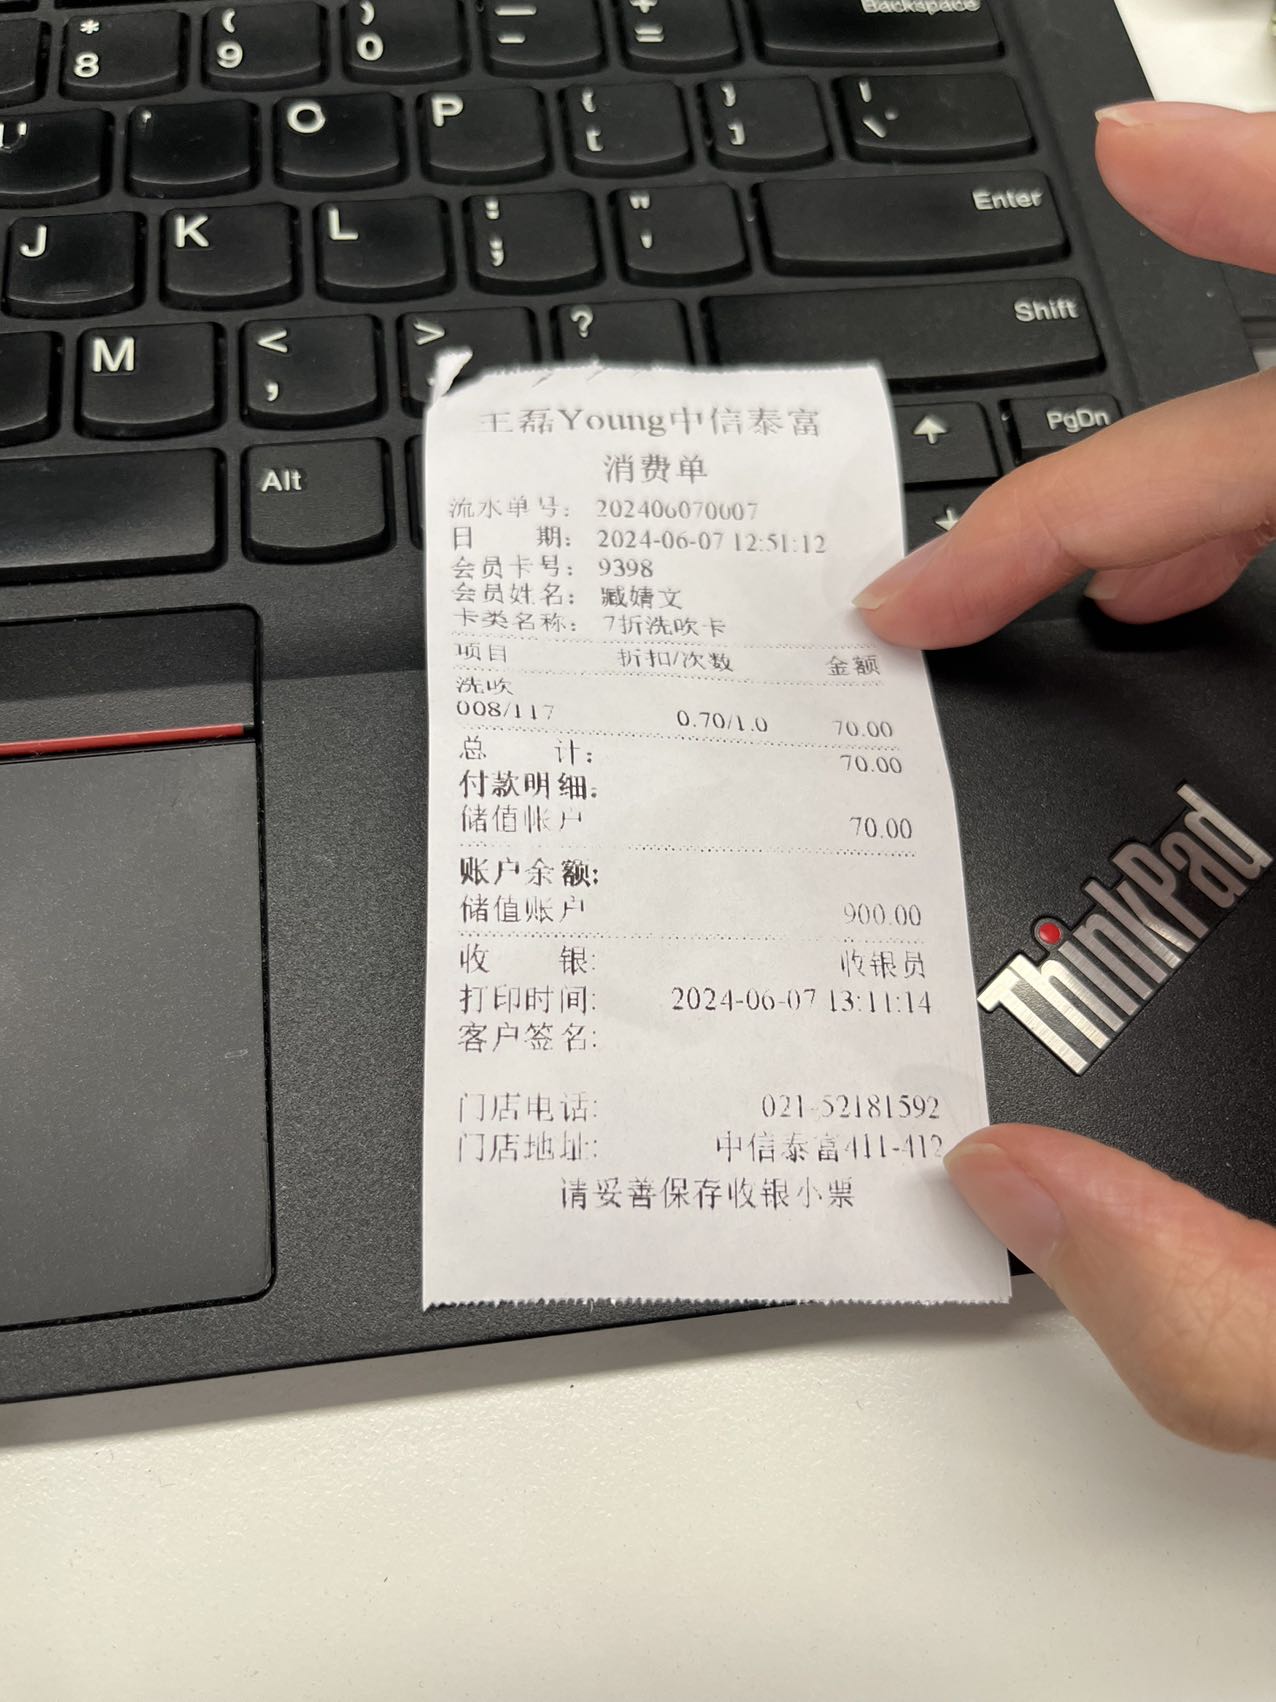 Backspace
* ( ) — +
8 9 0 - =
U I O P { [ } ] | \
J K L : ; " ' Enter
M < , > . ? Shift
Alt PgDn
王磊Young中信泰富
消费单
流水单号： 202406070007
日 期： 2024-06-07 12:51:12
会员卡号： 9398
会员姓名： 臧婧文
卡类名称： 7折洗吹卡
项目 折扣/次数 金额
洗吹
008/117 0.70/1.0 70.00
总 计： 70.00
付款明细：
储值帐户 70.00
账户余额:
储值账户 900.00
收 银: 收银员
打印时间: 2024-06-07 13:11:14
客户签名:
门店电话: 021-52181592
门店地址: 中信泰富411-412
请妥善保存收银小票
ThinkPad